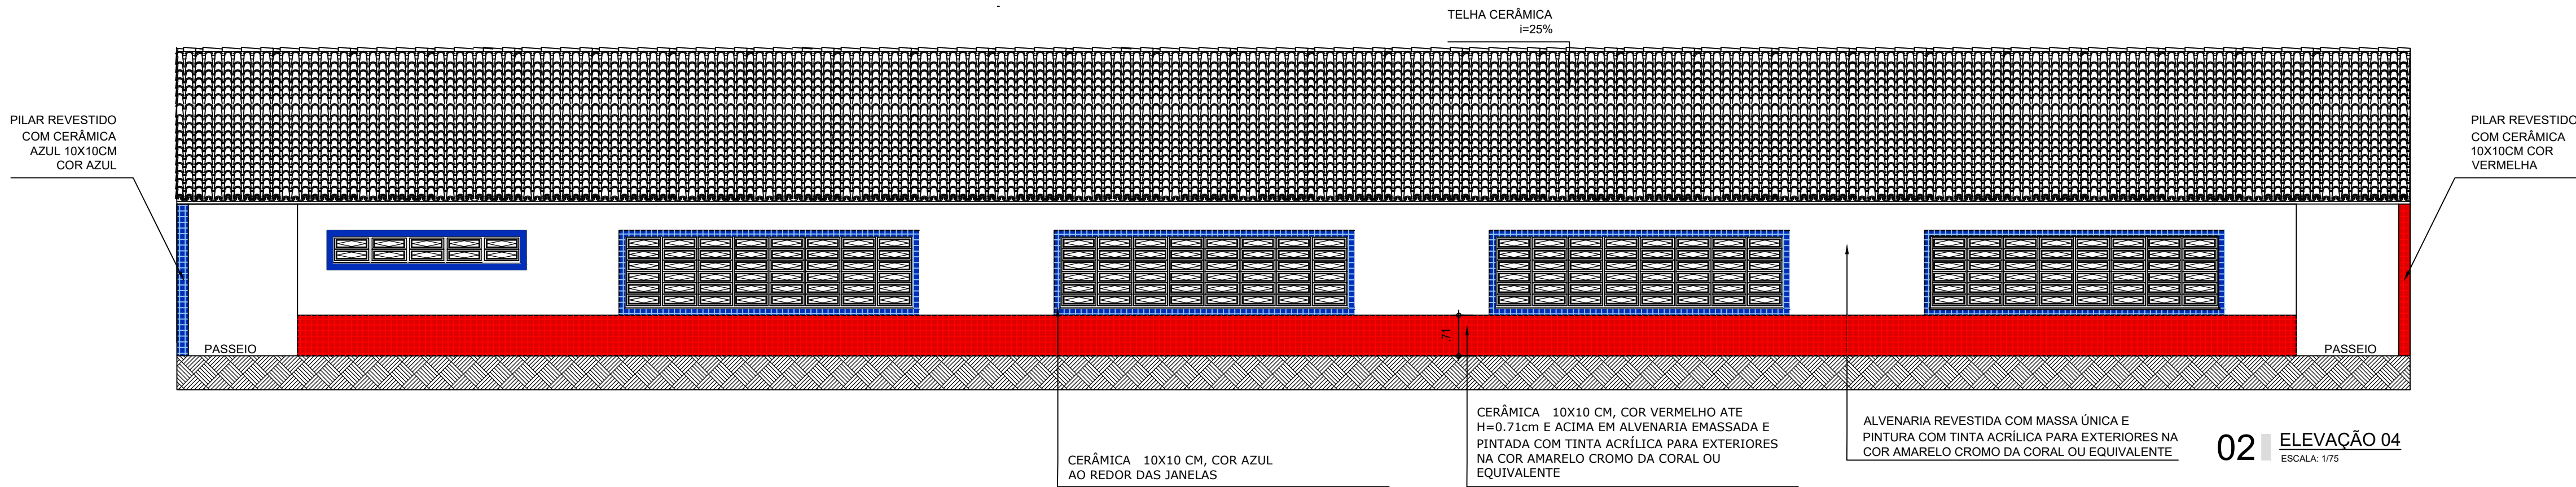 TELHA CERÂMICA
i=25%
PILAR REVESTIDO
COM CERÂMICA
AZUL 10X10CM
COR AZUL
PILAR REVESTIDO
COM CERÂMICA
10X10CM COR
VERMELHA
PASSEIO
.71
PASSEIO
CERÂMICA 10X10 CM, COR AZUL
AO REDOR DAS JANELAS
CERÂMICA 10X10 CM, COR VERMELHO ATE
H=0.71cm E ACIMA EM ALVENARIA EMASSADA E
PINTADA COM TINTA ACRÍLICA PARA EXTERIORES
NA COR AMARELO CROMO DA CORAL OU
EQUIVALENTE
ALVENARIA REVESTIDA COM MASSA ÚNICA E
PINTURA COM TINTA ACRÍLICA PARA EXTERIORES NA
COR AMARELO CROMO DA CORAL OU EQUIVALENTE
02 ELEVAÇÃO 04
ESCALA: 1/75